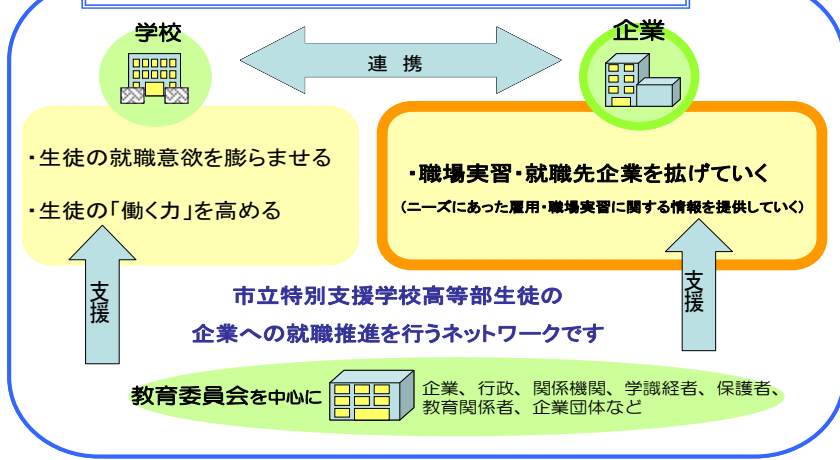 学校
企業
連 携
・生徒の就職意欲を膨らませる
・生徒の「働く力」を高める
・職場実習・就職先企業を拡げていく
(ニーズにあった雇用・職場実習に関する情報を提供していく)
支援
支援
市立特別支援学校高等部生徒の
企業への就職推進を行うネットワークです
教育委員会を中心に
企業、行政、関係機関、学識経者、保護者、
教育関係者、企業団体など